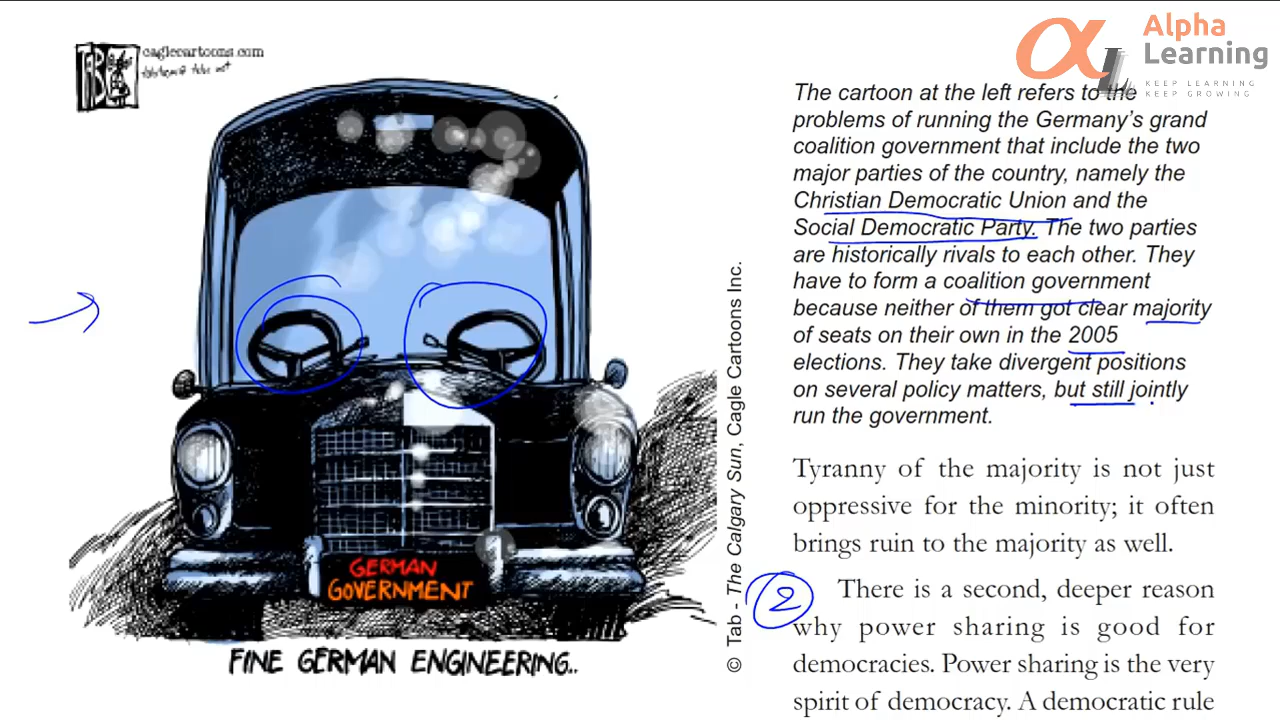 caglecartoons.com
Alpha
Learning
KEEP LEARNING
KEEP GROWING
The cartoon at the left refers to the
problems of running the Germany's grand
coalition government that include the two
major parties of the country, namely the
Christian Democratic Union and the
Social Democratic Party. The two parties
are historically rivals to each other. They
have to form a coalition government
because neither of them got clear majority
of seats on their own in the 2005
elections. They take divergent positions
on several policy matters, but still jointly
run the government.
© Tab - The Calgary Sun, Cagle Cartoons Inc.
GERMAN
GOVERNMENT
FINE GERMAN ENGINEERING..
Tyranny of the majority is not just
oppressive for the minority; it often
brings ruin to the majority as well.
2
There is a second, deeper reason
why power sharing is good for
democracies. Power sharing is the very
spirit of democracy. A democratic rule